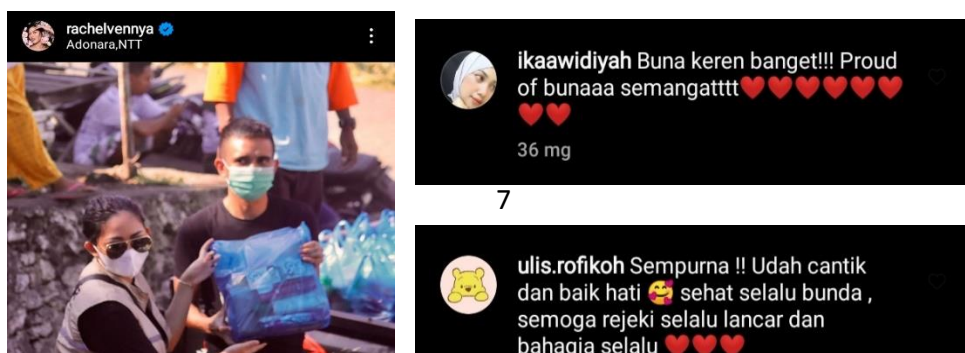 rachelvennya
Adonara,NTT
ikaawidiyah Buna keren banget!!! Proud
of bunaaa semangatttt❤️❤️❤️❤️❤️❤️
❤️❤️
36 mg
7
ulis.rofikoh Sempurna !! Udah cantik
dan baik hati 🥰 sehat selalu bunda ,
semoga rejeki selalu lancar dan
bahagia selalu ❤️❤️❤️